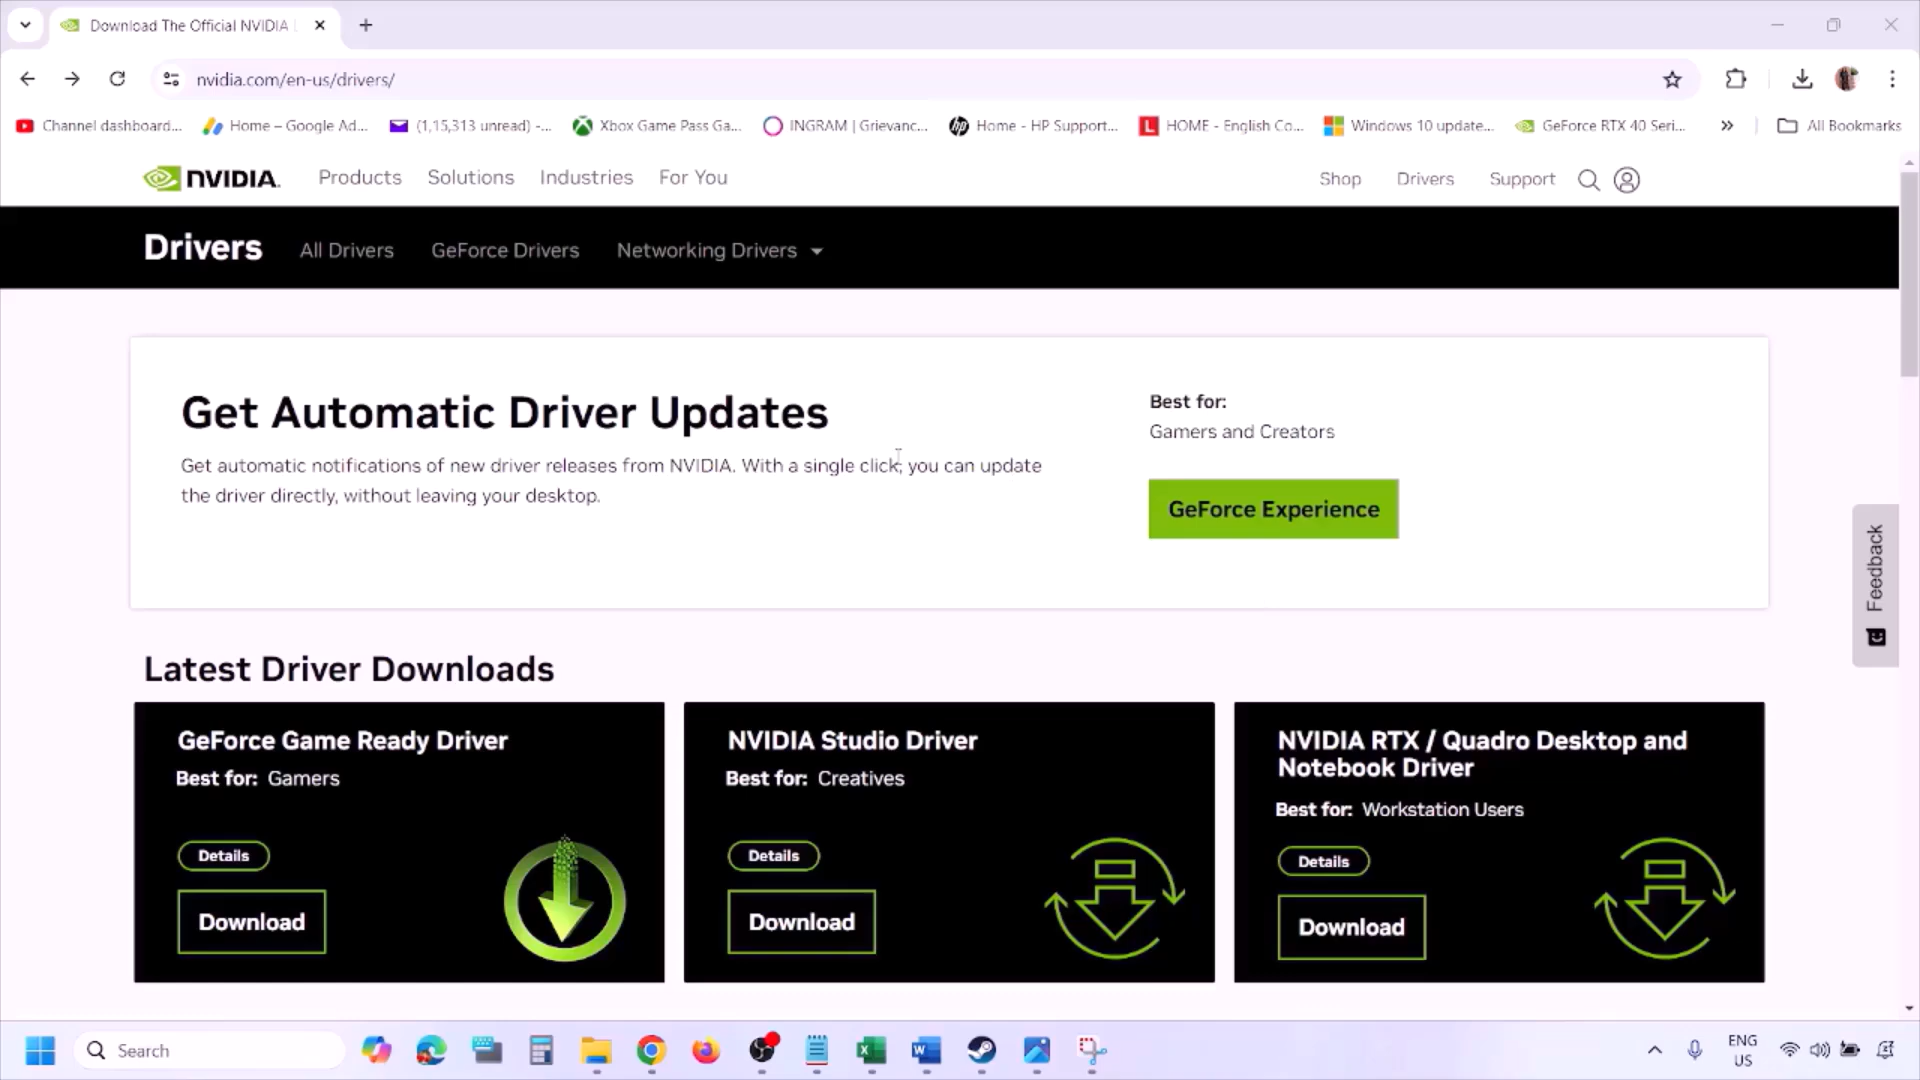 Download The Official NVIDIA
nvidia.com/en-us/drivers/
Channel dashboard...
Home – Google Ad...
(1,15,313 unread) -...
Xbox Game Pass Ga...
INGRAM | Grievanc...
Home - HP Support...
HOME - English Co...
Windows 10 update...
GeForce RTX 40 Seri...
All Bookmarks
NVIDIA.
Products
Solutions
Industries
For You
Shop
Drivers
Support
Drivers
All Drivers
GeForce Drivers
Networking Drivers
Get Automatic Driver Updates
Get automatic notifications of new driver releases from NVIDIA. With a single click, you can update
the driver directly, without leaving your desktop.
Best for:
Gamers and Creators
GeForce Experience
Feedback
Latest Driver Downloads
GeForce Game Ready Driver
Best for: Gamers
Details
Download
NVIDIA Studio Driver
Best for: Creatives
Details
Download
NVIDIA RTX / Quadro Desktop and
Notebook Driver
Best for: Workstation Users
Details
Download
Search
ENG
US